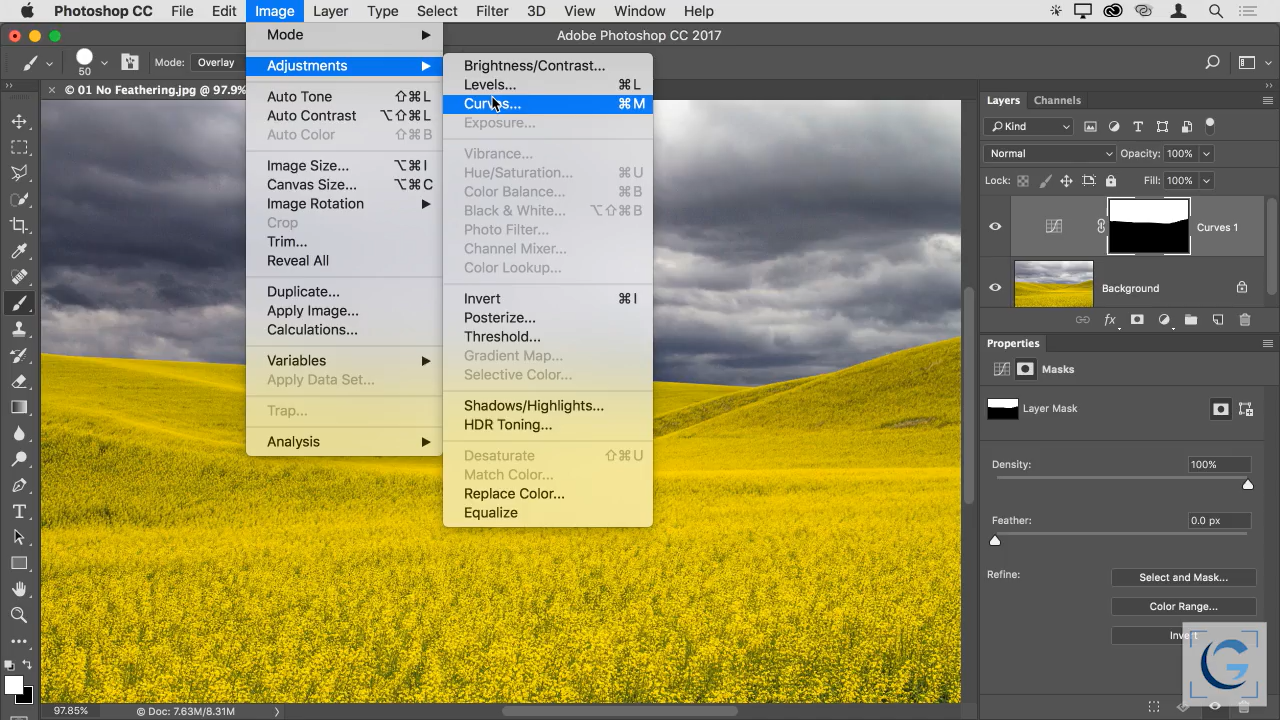 Photoshop CC File Edit Image Layer Type Select Filter 3D View Window Help
Adobe Photoshop CC 2017
50 Mode: Overlay
× © 01 No Feathering.jpg @ 97.9%
Mode
Adjustments
Auto Tone ⇧⌘L
Auto Contrast ⌥⇧⌘L
Auto Color ⇧⌘B
Image Size... ⌥⌘I
Canvas Size... ⌥⌘C
Image Rotation
Crop
Trim...
Reveal All
Duplicate...
Apply Image...
Calculations...
Variables
Apply Data Set...
Trap...
Analysis
Brightness/Contrast...
Levels... ⌘L
Curves... ⌘M
Exposure...
Vibrance...
Hue/Saturation... ⌘U
Color Balance... ⌘B
Black & White... ⌥⇧⌘B
Photo Filter...
Channel Mixer...
Color Lookup...
Invert ⌘I
Posterize...
Threshold...
Gradient Map...
Selective Color...
Shadows/Highlights...
HDR Toning...
Desaturate ⇧⌘U
Match Color...
Replace Color...
Equalize
Layers Channels
Kind
Normal Opacity: 100%
Lock: Fill: 100%
Curves 1
Background
Properties
Masks
Layer Mask
Density: 100%
Feather: 0.0 px
Refine: Select and Mask...
Color Range...
Invert
97.85% © Doc: 7.63M/8.31M